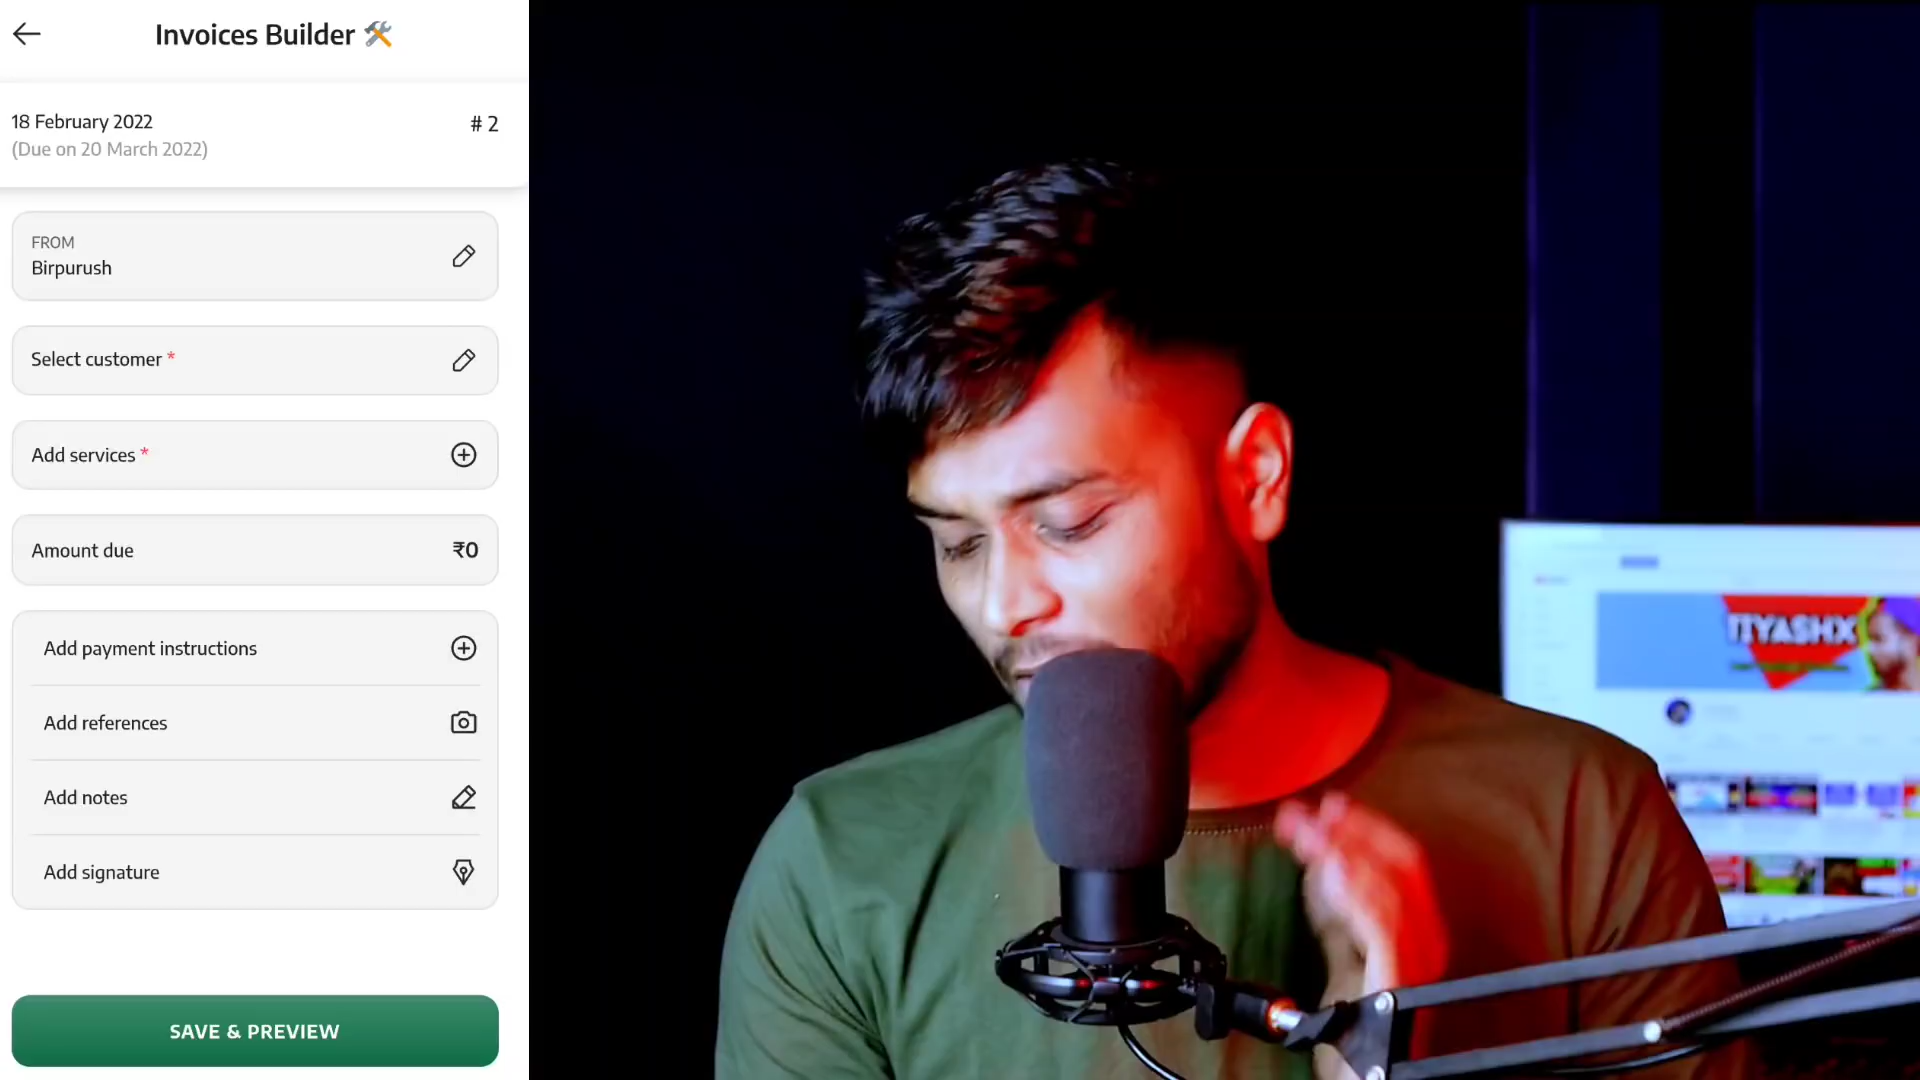 Invoices Builder
18 February 2022
# 2
(Due on 20 March 2022)
FROM
Birpurush
Select customer *
Add services *
Amount due
₹0
Add payment instructions
Add references
Add notes
Add signature
SAVE & PREVIEW